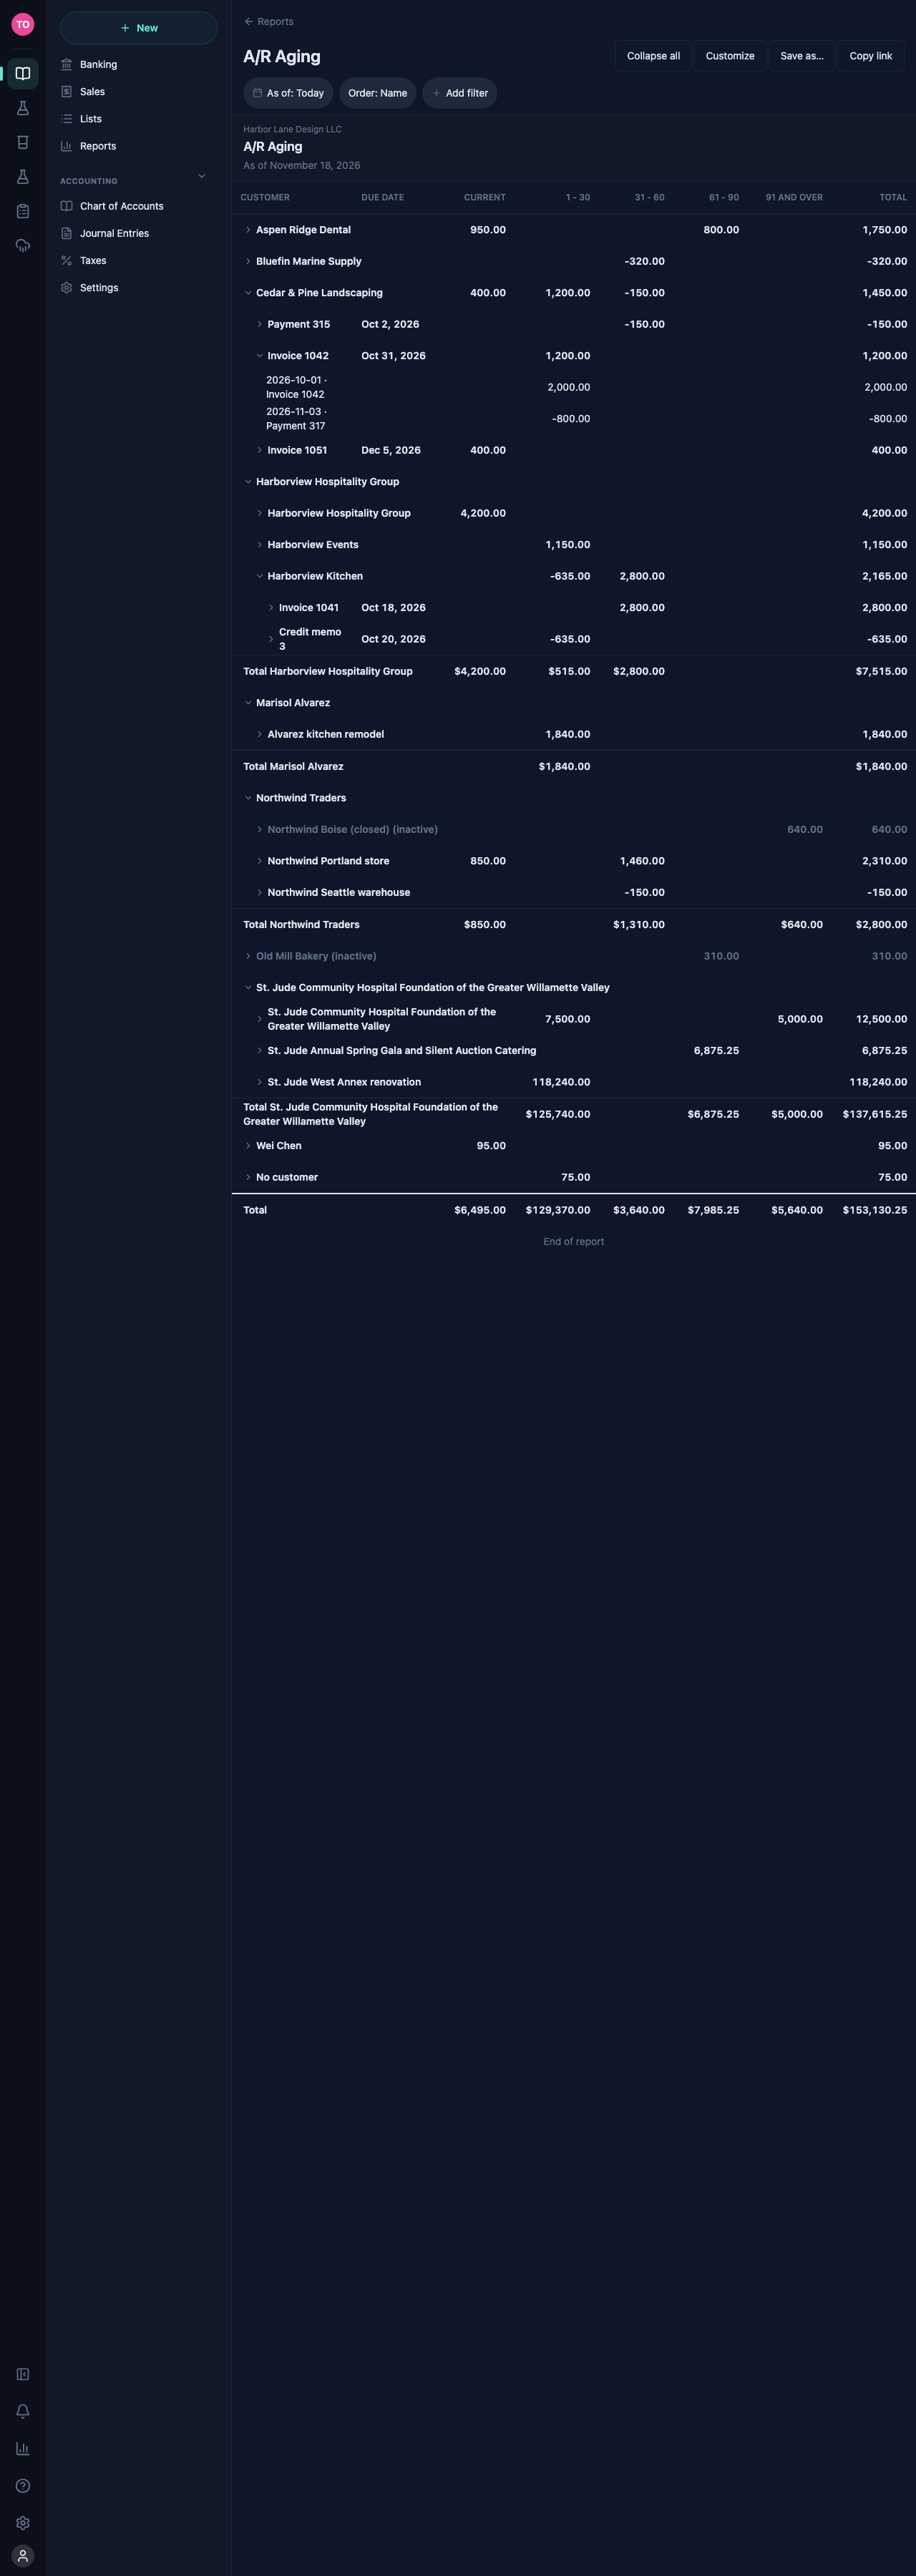 TO
New
Banking
Sales
Lists
Reports
ACCOUNTING
Chart of Accounts
Journal Entries
Taxes
Settings
Reports
A/R Aging
Collapse all Customize Save as... Copy link
As of: Today Order: Name Add filter
Harbor Lane Design LLC
A/R Aging
As of November 18, 2026
CUSTOMER DUE DATE CURRENT 1 - 30 31 - 60 61 - 90 91 AND OVER TOTAL
Aspen Ridge Dental 950.00 800.00 1,750.00
Bluefin Marine Supply -320.00 -320.00
Cedar & Pine Landscaping 400.00 1,200.00 -150.00 1,450.00
Payment 315 Oct 2, 2026 -150.00 -150.00
Invoice 1042 Oct 31, 2026 1,200.00 1,200.00
2026-10-01 ·
Invoice 1042 2,000.00 2,000.00
2026-11-03 ·
Payment 317 -800.00 -800.00
Invoice 1051 Dec 5, 2026 400.00 400.00
Harborview Hospitality Group
Harborview Hospitality Group 4,200.00 4,200.00
Harborview Events 1,150.00 1,150.00
Harborview Kitchen -635.00 2,800.00 2,165.00
Invoice 1041 Oct 18, 2026 2,800.00 2,800.00
Credit memo
3 Oct 20, 2026 -635.00 -635.00
Total Harborview Hospitality Group $4,200.00 $515.00 $2,800.00 $7,515.00
Marisol Alvarez
Alvarez kitchen remodel 1,840.00 1,840.00
Total Marisol Alvarez $1,840.00 $1,840.00
Northwind Traders
Northwind Boise (closed) (inactive) 640.00 640.00
Northwind Portland store 850.00 1,460.00 2,310.00
Northwind Seattle warehouse -150.00 -150.00
Total Northwind Traders $850.00 $1,310.00 $640.00 $2,800.00
Old Mill Bakery (inactive) 310.00 310.00
St. Jude Community Hospital Foundation of the Greater Willamette Valley
St. Jude Community Hospital Foundation of the
Greater Willamette Valley 7,500.00 5,000.00 12,500.00
St. Jude Annual Spring Gala and Silent Auction Catering 6,875.25 6,875.25
St. Jude West Annex renovation 118,240.00 118,240.00
Total St. Jude Community Hospital Foundation of the
Greater Willamette Valley $125,740.00 $6,875.25 $5,000.00 $137,615.25
Wei Chen 95.00 95.00
No customer 75.00 75.00
Total $6,495.00 $129,370.00 $3,640.00 $7,985.25 $5,640.00 $153,130.25
End of report